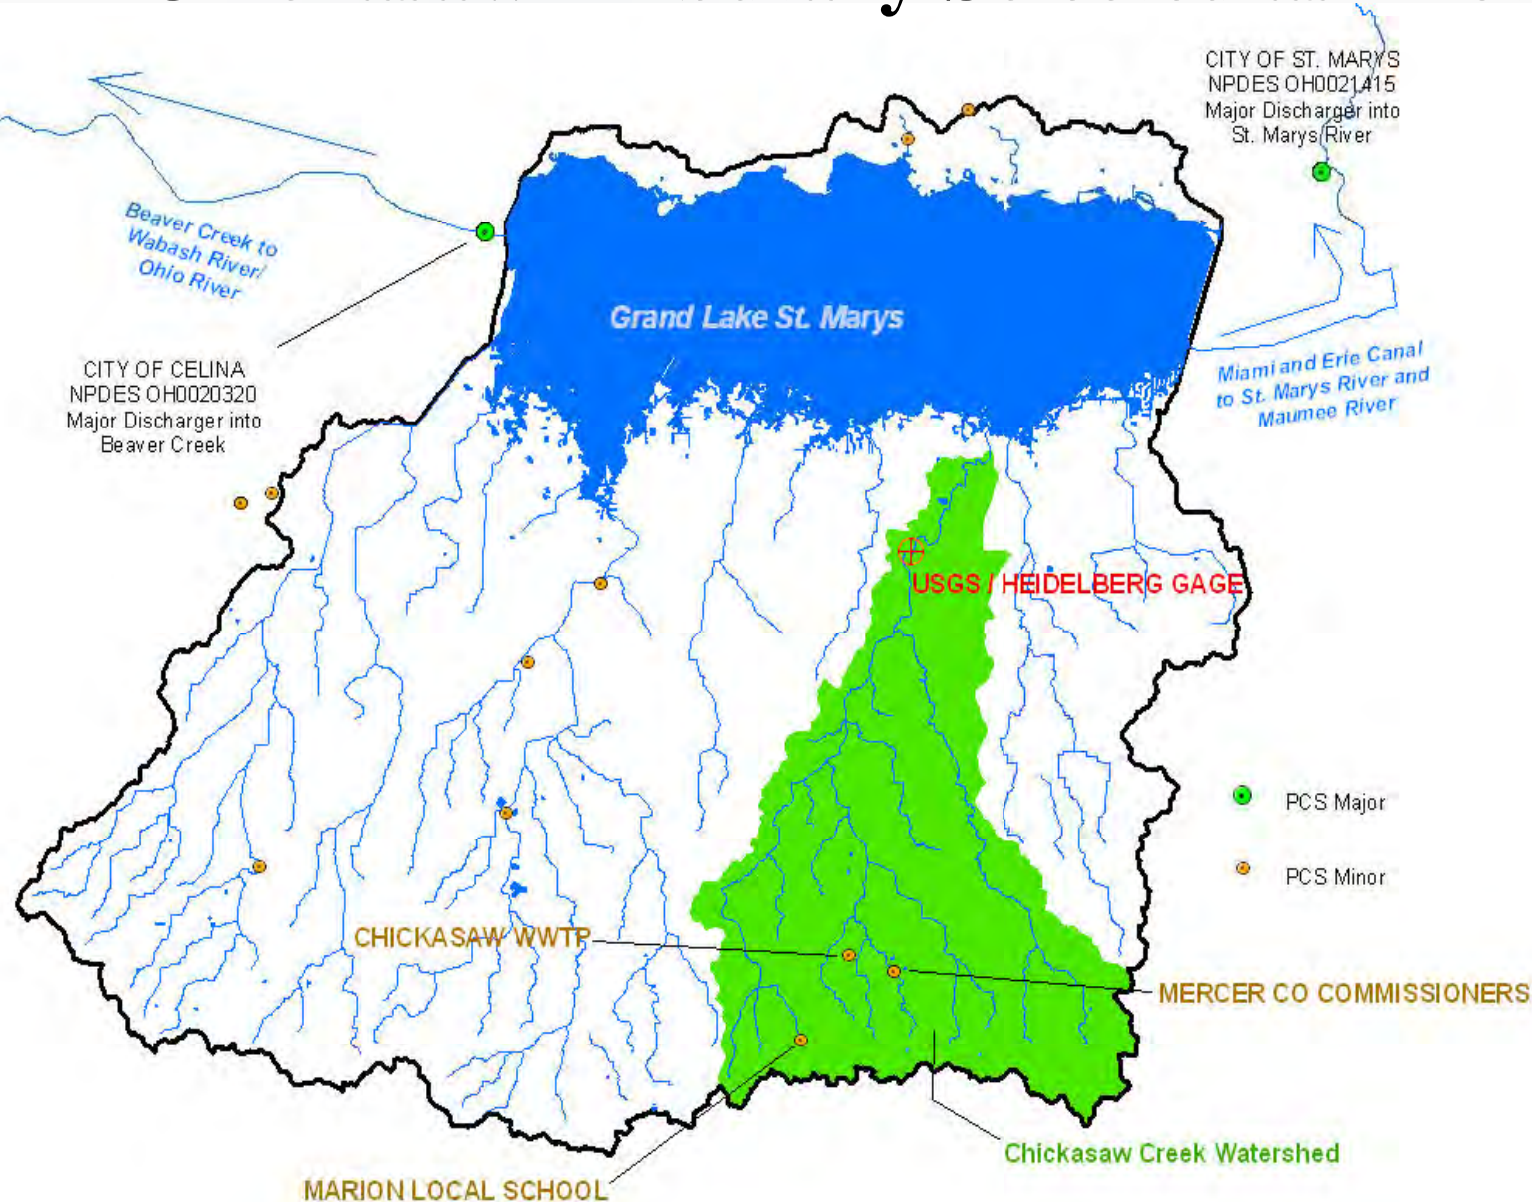 CITY OF ST. MARYS
NPDES OH0021415
Major Discharger into
St. Marys River
Beaver Creek to
Wabash River/
Ohio River
Grand Lake St. Marys
CITY OF CELINA
NPDES OH0020320
Major Discharger into
Beaver Creek
Miami and Erie Canal
to St. Marys River and
Maumee River
USGS / HEIDELBERG GAGE
PCS Major
PCS Minor
CHICKASAW WWTP
MERCER CO COMMISSIONERS
Chickasaw Creek Watershed
MARION LOCAL SCHOOL